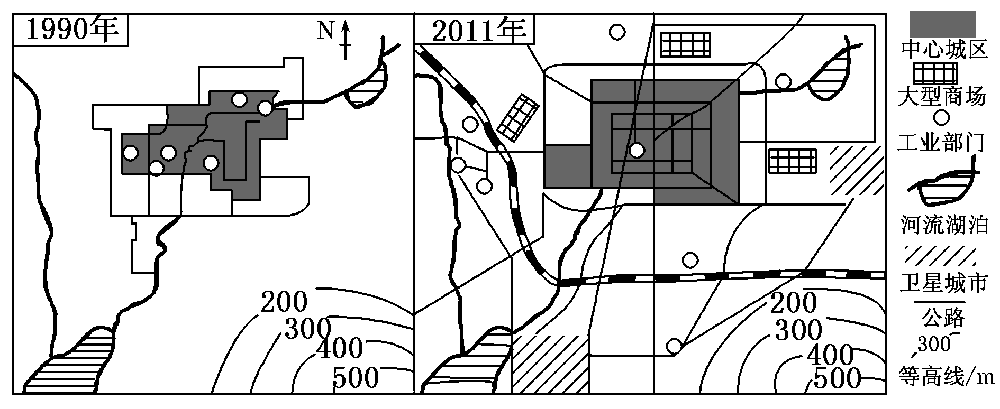 1990年
N
200
300
400
500
2011年
200
300
400
500
中心城区
大型商场
工业部门
河流湖泊
卫星城市
公路
300
等高线/m